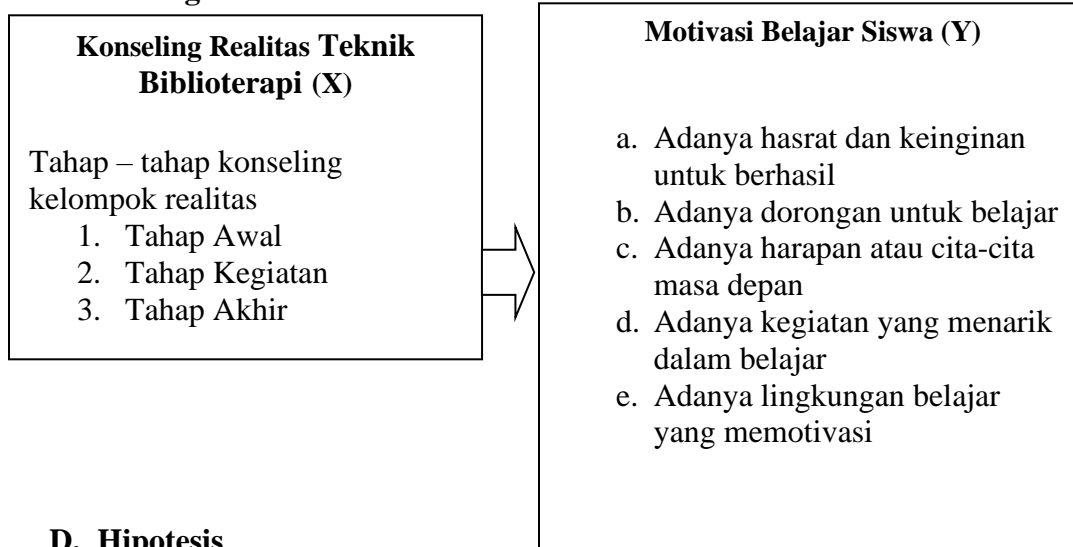 Konseling Realitas Teknik
Biblioterapi (X)
Tahap – tahap konseling
kelompok realitas
1. Tahap Awal
2. Tahap Kegiatan
3. Tahap Akhir
Motivasi Belajar Siswa (Y)
a. Adanya hasrat dan keinginan
untuk berhasil
b. Adanya dorongan untuk belajar
c. Adanya harapan atau cita-cita
masa depan
d. Adanya kegiatan yang menarik
dalam belajar
e. Adanya lingkungan belajar
yang memotivasi
D. Hipotesis